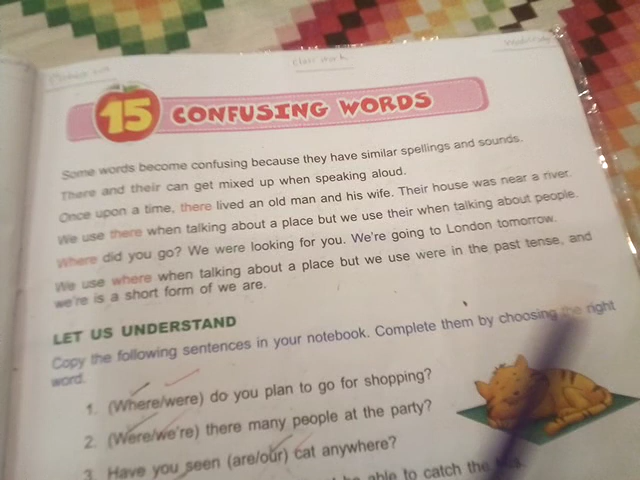 Class work
15 CONFUSING WORDS
Some words become confusing because they have similar spellings and sounds.
There and their can get mixed up when speaking aloud.
Once upon a time, there lived an old man and his wife. Their house was near a river.
We use there when talking about a place but we use their when talking about people.
Where did you go? We were looking for you. We're going to London tomorrow.
We use where when talking about a place but we use were in the past tense, and
we're is a short form of we are.
LET US UNDERSTAND
Copy the following sentences in your notebook. Complete them by choosing the right
word.
1. (Where/were) do you plan to go for shopping?
2. (Were/we're) there many people at the party?
3. Have you seen (are/our) cat anywhere?
be able to catch the